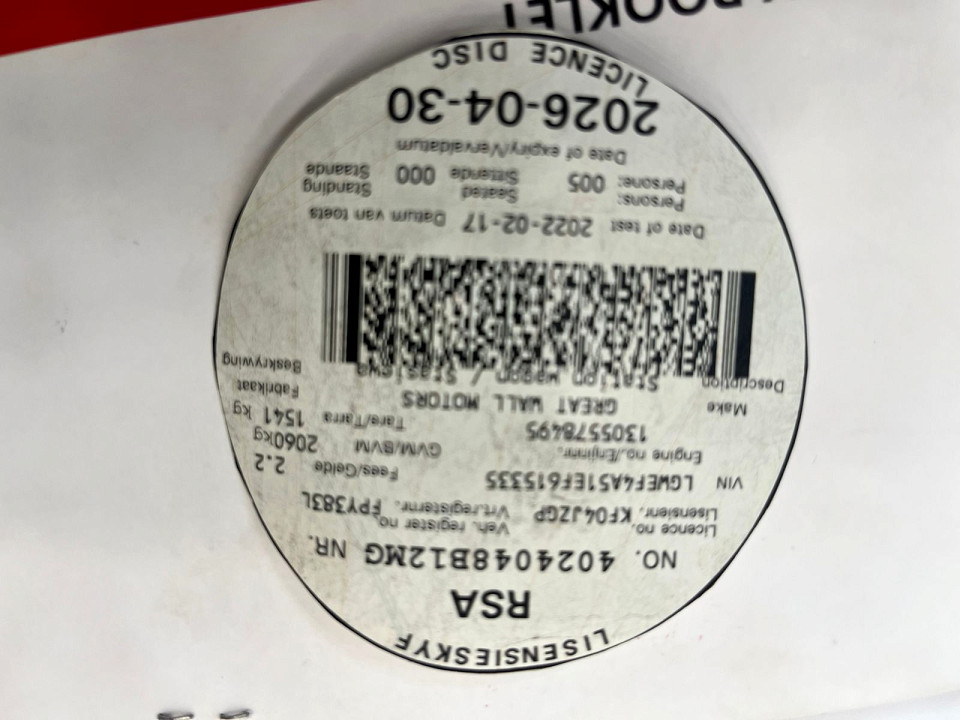 LISENSIESKYF
RSA
NO. 4024048B12MG NR.
Licence no. Veh. register no.
Lisensienr. KF04JZGP Vrt.registernr. FPY383L
VIN LGWEF4A51EF615335 Fees/Gelde 2.2
Engine no./Enjinnr. GVM/BVM 2060kg
1305578495 Tare/Tarra 1541 kg
Make GREAT WALL MOTORS Fabrikaat
Description Station wagon / Stasiewa Beskrywing
Date of test 2022-02-17 Datum van toets
Persons: Seated Standing
Persone: 005 Sittende 000 Staande
Date of expiry/Vervaldatum
2026-04-30
LICENCE DISC
BOOKLET